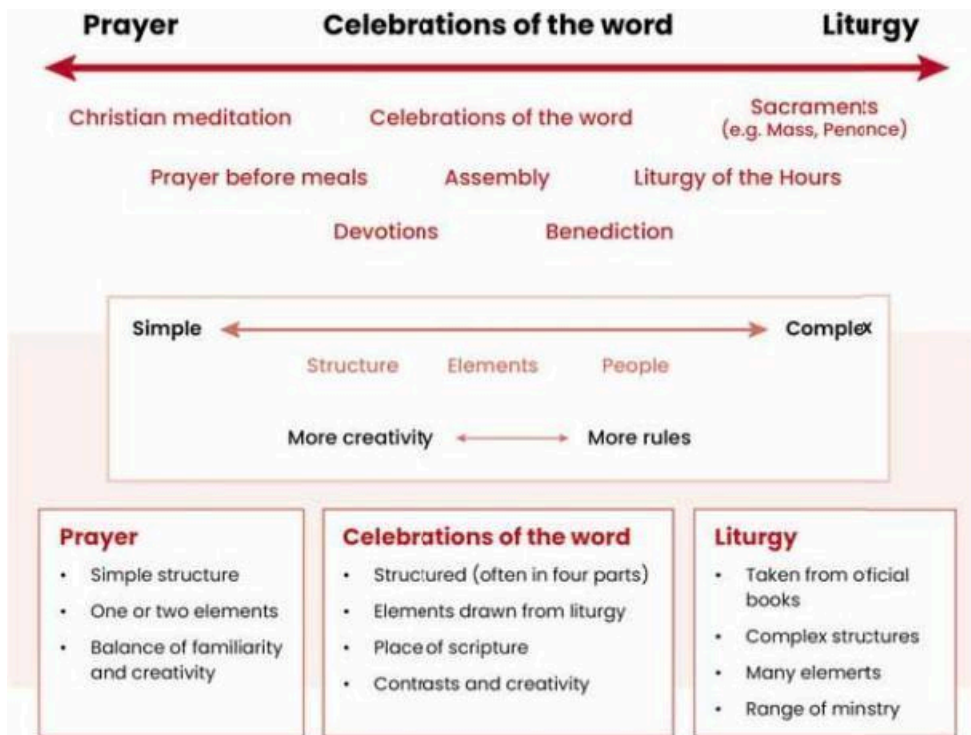 Prayer Celebrations of the word Liturgy
Christian meditation Celebrations of the word Sacraments
(e.g. Mass, Penonce)
Prayer before meals Assembly Liturgy of the Hours
Devotions Benediction
Simple Complex
Structure Elements People
More creativity More rules
Prayer
• Simple structure
• One or two elements
• Balance of familiarity
and creativity
Celebrations of the word
• Structured (often in four parts)
• Elements drawn from liturgy
• Place of scripture
• Contrasts and creativity
Liturgy
• Taken from oficial
books
• Complex structures
• Many elemerts
• Range of minstry